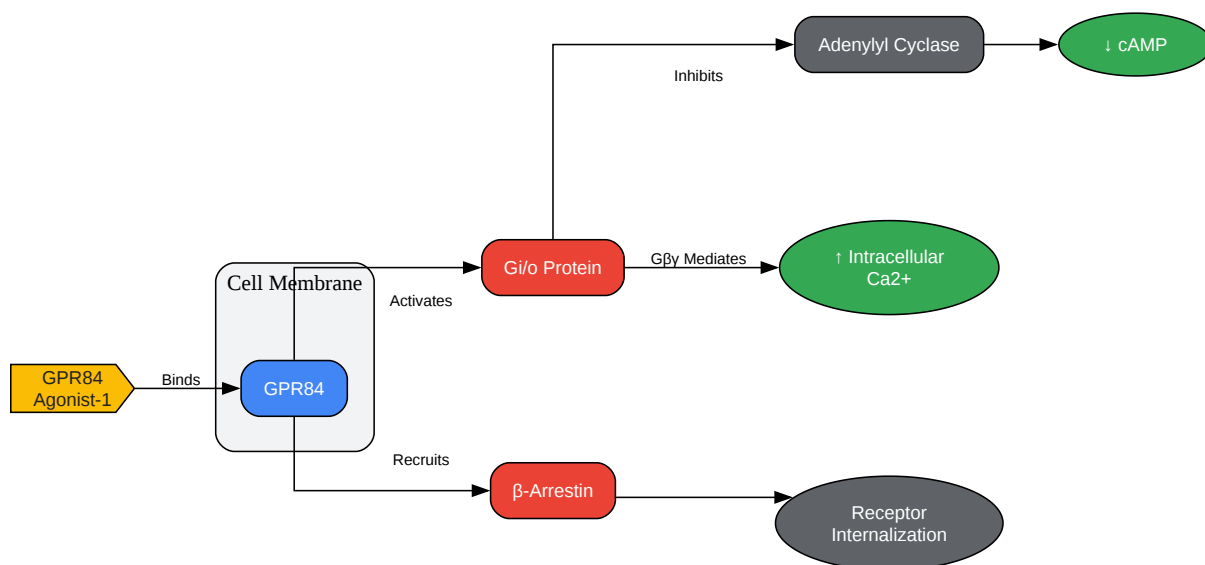 Adenylyl Cyclase
↓ cAMP
Inhibits
Gi/o Protein
Gβγ Mediates
↑ Intracellular
Ca2+
Cell Membrane
Activates
GPR84
Agonist-1
Binds
GPR84
Recruits
β-Arrestin
Receptor
Internalization